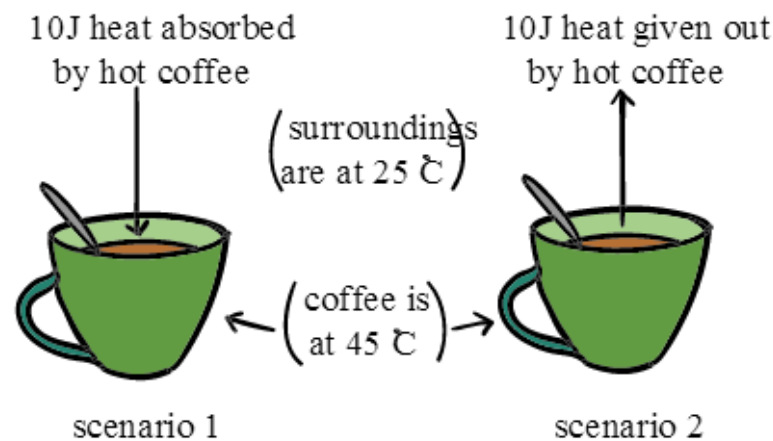 10J heat absorbed
by hot coffee
10J heat given out
by hot coffee
(surroundings
are at 25 ℃)
(coffee is
at 45 ℃)
scenario 1
scenario 2